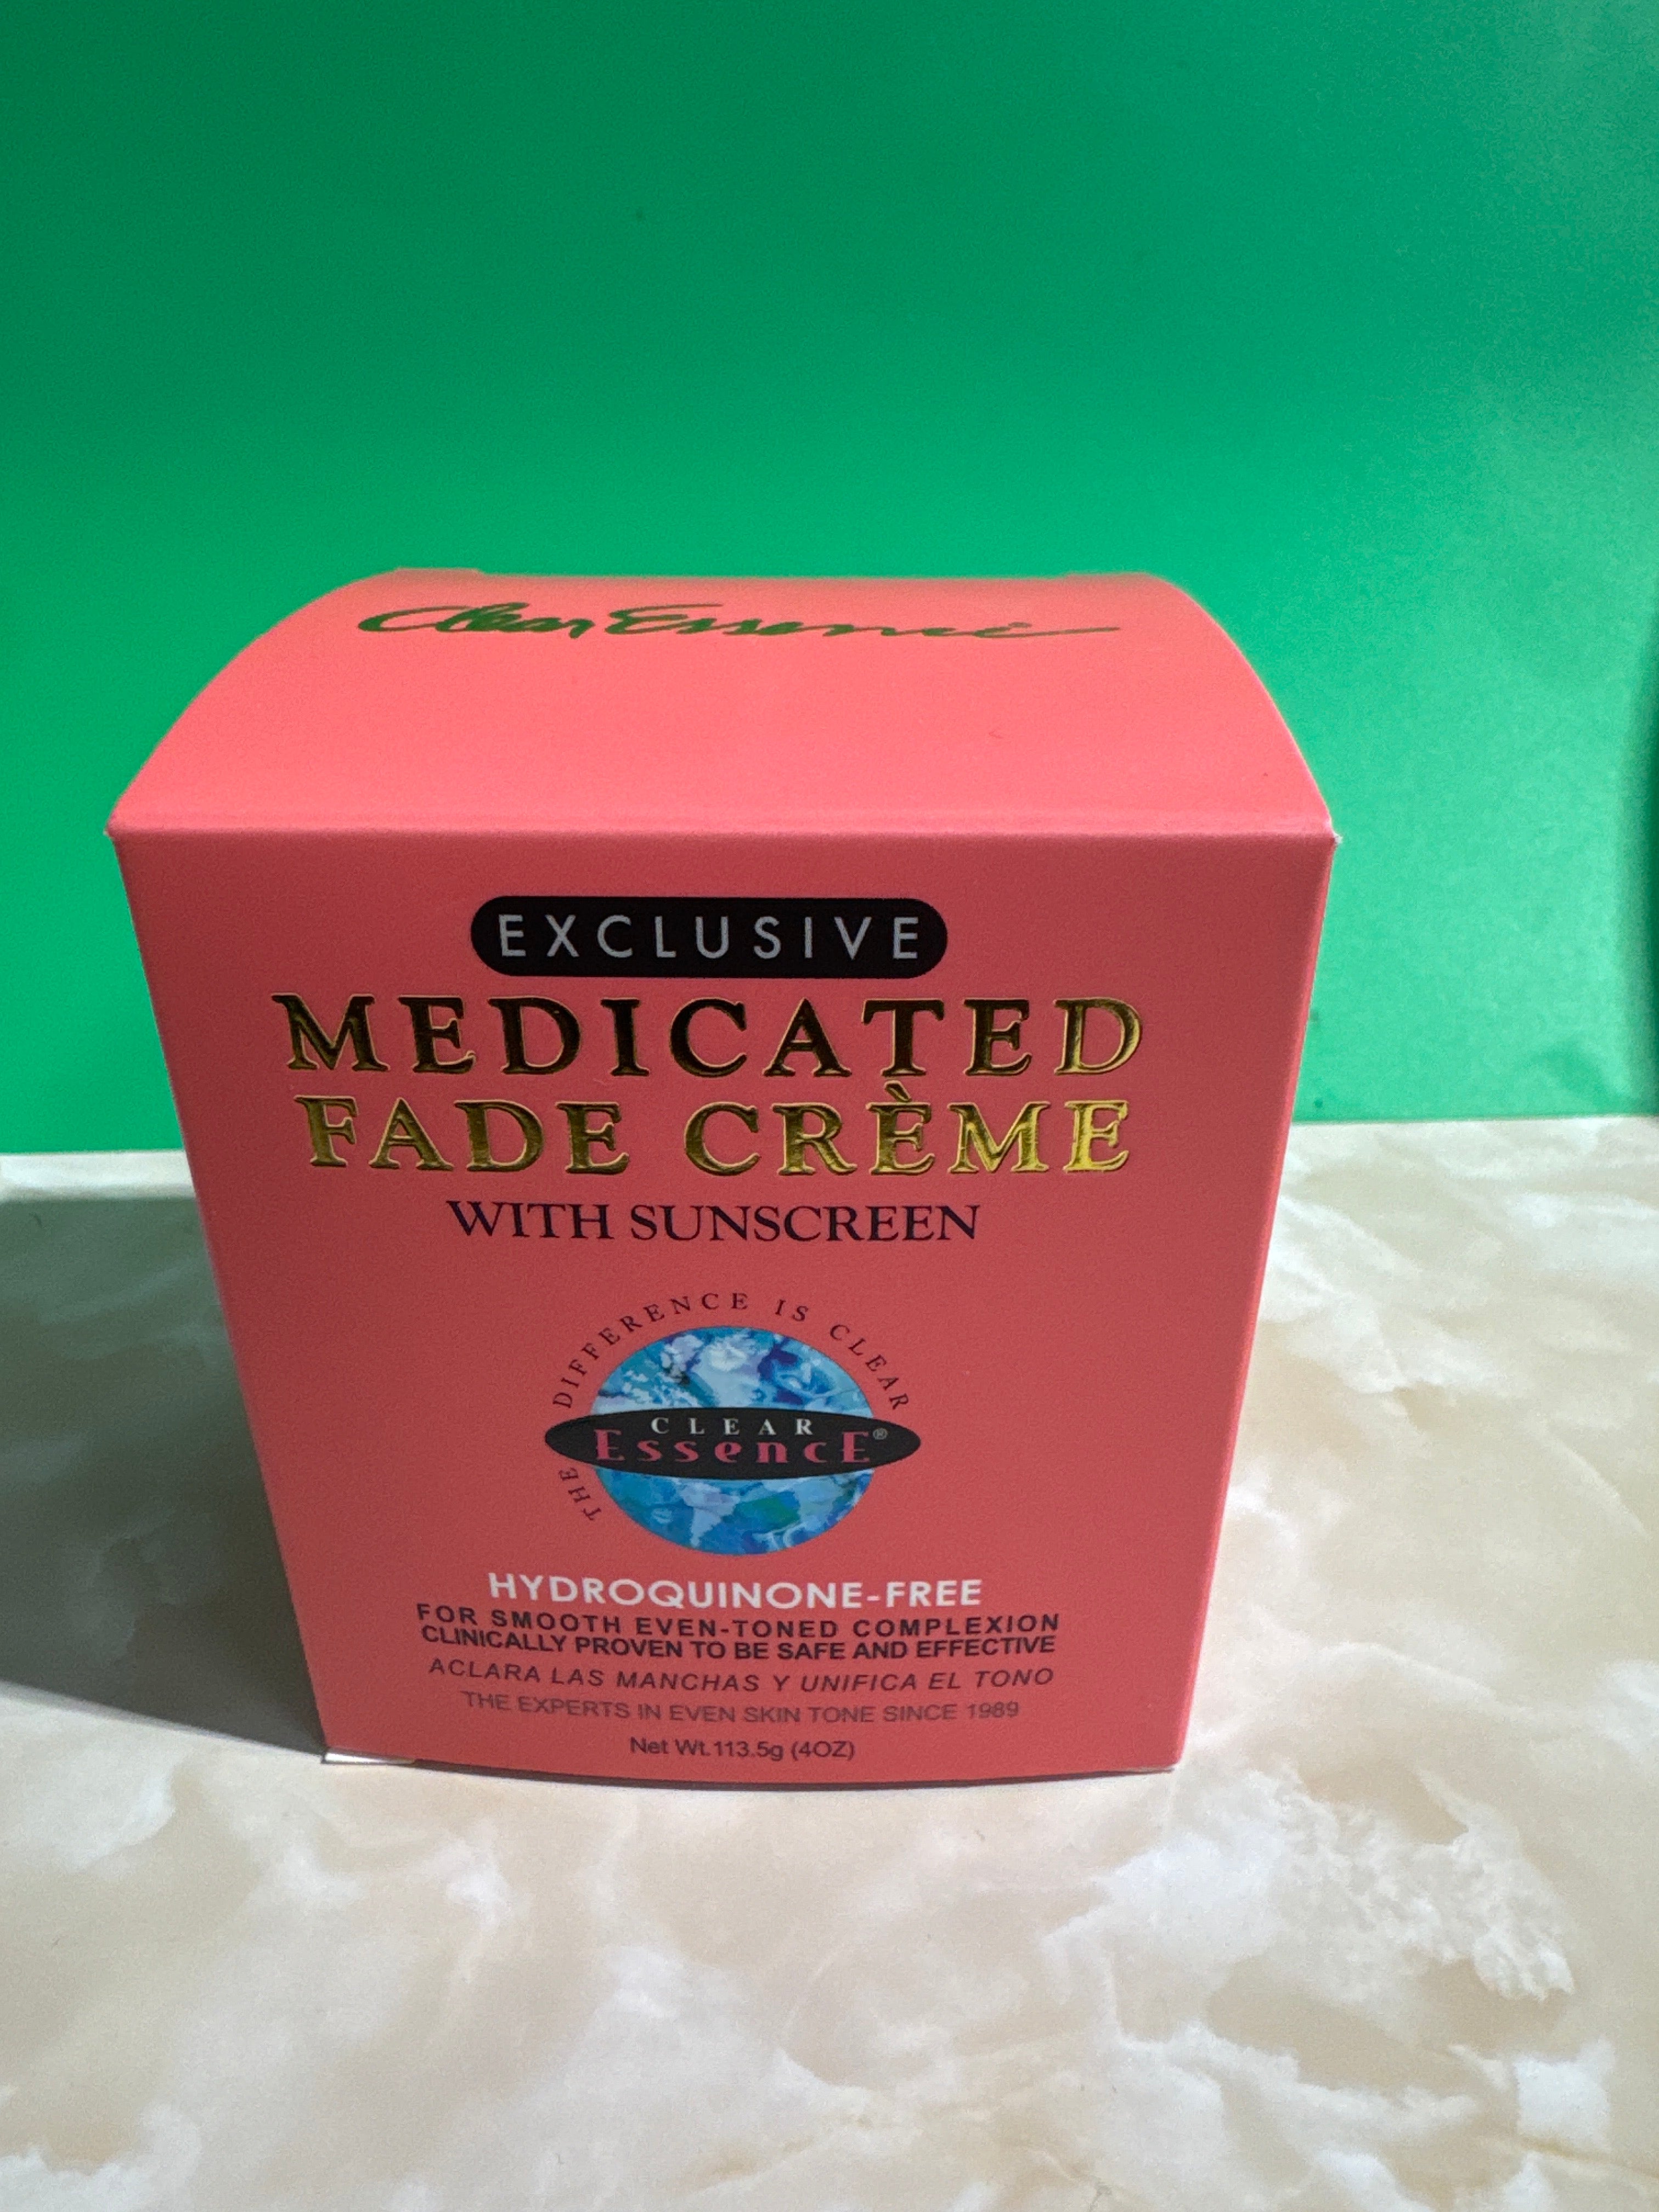 Clear Essence
EXCLUSIVE
MEDICATED
FADE CRÈME
WITH SUNSCREEN
THE DIFFERENCE IS CLEAR
CLEAR
EssencE®
HYDROQUINONE-FREE
FOR SMOOTH EVEN-TONED COMPLEXION
CLINICALLY PROVEN TO BE SAFE AND EFFECTIVE
ACLARA LAS MANCHAS Y UNIFICA EL TONO
THE EXPERTS IN EVEN SKIN TONE SINCE 1989
Net Wt.113.5g (4OZ)